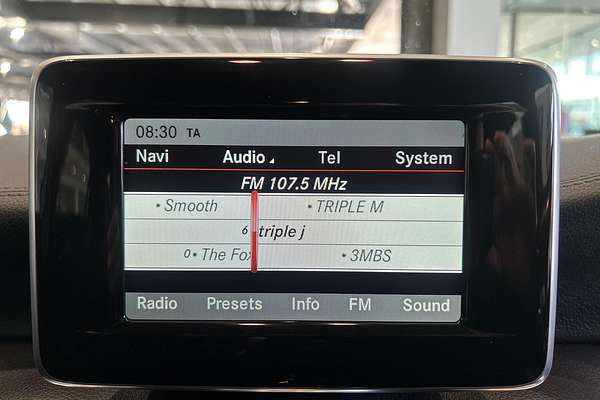 08:30 TA
Navi Audio Tel System
FM 107.5 MHz
• Smooth • TRIPLE M
6 triple j
0 • The Fox • 3MBS
Radio Presets Info FM Sound